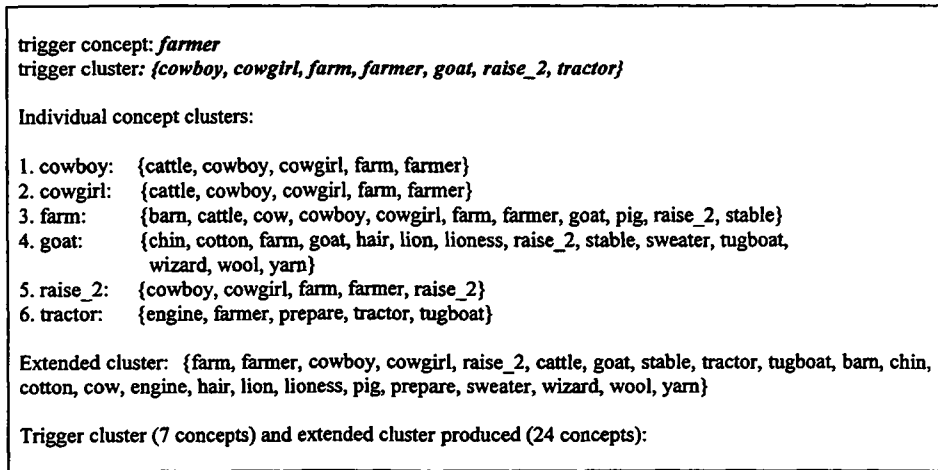 trigger concept: farmer
trigger cluster: {cowboy, cowgirl, farm, farmer, goat, raise_2, tractor}
Individual concept clusters:
1. cowboy: {cattle, cowboy, cowgirl, farm, farmer}
2. cowgirl: {cattle, cowboy, cowgirl, farm, farmer}
3. farm: {barn, cattle, cow, cowboy, cowgirl, farm, farmer, goat, pig, raise_2, stable}
4. goat: {chin, cotton, farm, goat, hair, lion, lioness, raise_2, stable, sweater, tugboat,
wizard, wool, yarn}
5. raise_2: {cowboy, cowgirl, farm, farmer, raise_2}
6. tractor: {engine, farmer, prepare, tractor, tugboat}
Extended cluster: {farm, farmer, cowboy, cowgirl, raise_2, cattle, goat, stable, tractor, tugboat, barn, chin,
cotton, cow, engine, hair, lion, lioness, pig, prepare, sweater, wizard, wool, yarn}
Trigger cluster (7 concepts) and extended cluster produced (24 concepts):